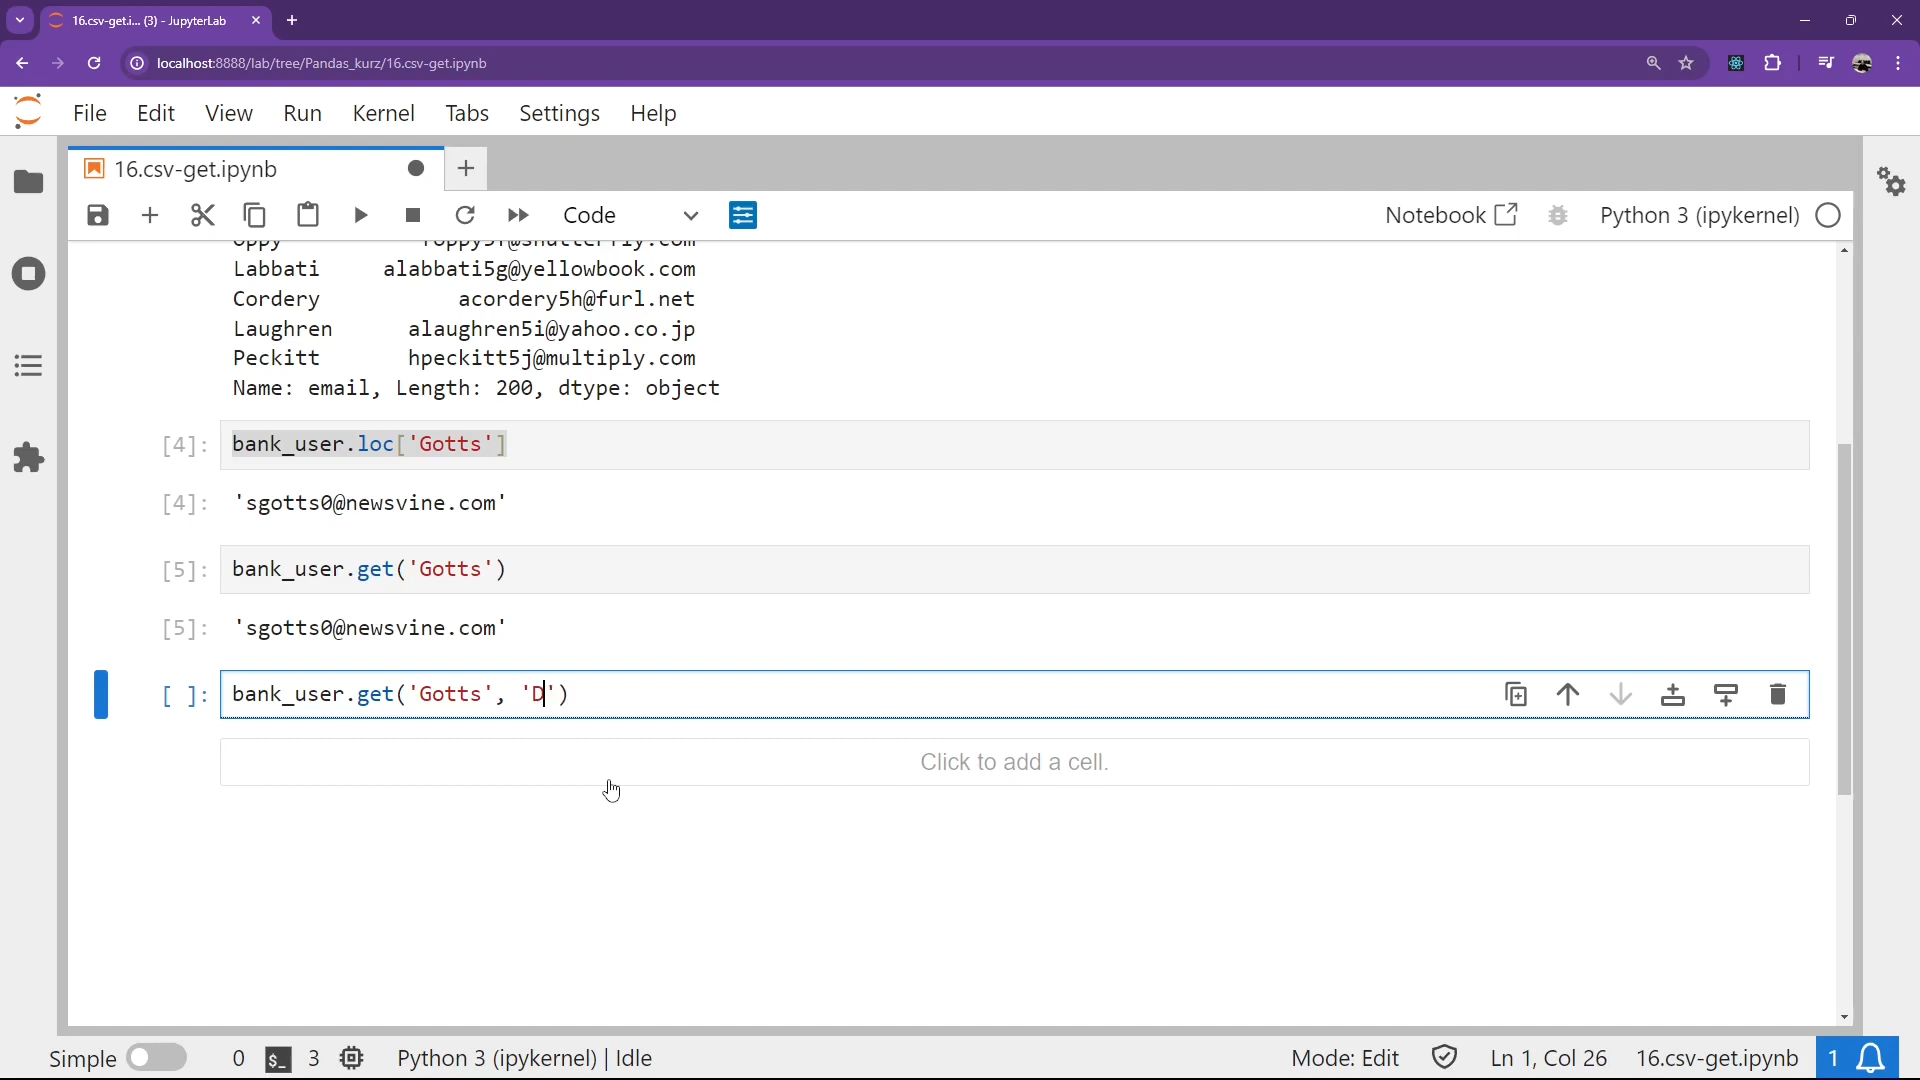 16.csv-get.i... (3) - JupyterLab
localhost:8888/lab/tree/Pandas_kurz/16.csv-get.ipynb
File Edit View Run Kernel Tabs Settings Help
16.csv-get.ipynb
Code Notebook Python 3 (ipykernel)
Labbati alabbati5g@yellowbook.com
Cordery acordery5h@furl.net
Laughren alaughren5i@yahoo.co.jp
Peckitt hpeckitt5j@multiply.com
Name: email, Length: 200, dtype: object
[4]: bank_user.loc['Gotts']
[4]: 'sgotts0@newsvine.com'
[5]: bank_user.get('Gotts')
[5]: 'sgotts0@newsvine.com'
[ ]: bank_user.get('Gotts', 'D')
Click to add a cell.
Simple 0 $_ 3 Python 3 (ipykernel) | Idle Mode: Edit Ln 1, Col 26 16.csv-get.ipynb 1